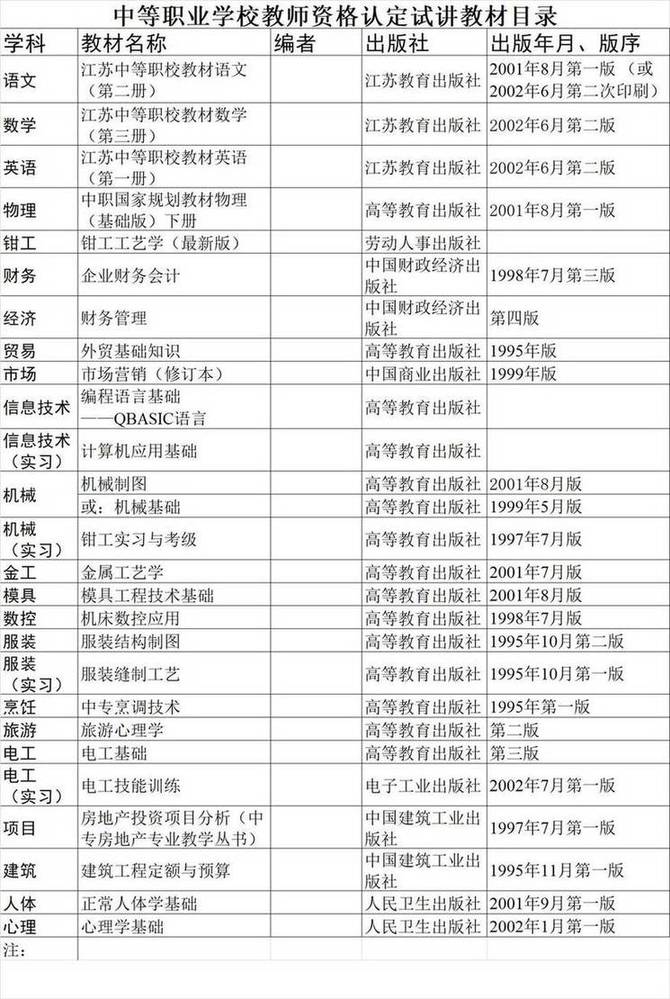 中等职业学校教师资格认定试讲教材目录
学科 教材名称 编者 出版社 出版年月、版序
语文 江苏中等职校教材语文（第二册） 江苏教育出版社 2001年8月第一版 （或2002年6月第二次印刷）
数学 江苏中等职校教材数学（第三册） 江苏教育出版社 2002年6月第二版
英语 江苏中等职校教材英语（第一册） 江苏教育出版社 2002年6月第二版
物理 中职国家规划教材物理（基础版）下册 高等教育出版社 2001年8月第一版
钳工 钳工工艺学（最新版） 劳动人事出版社
财务 企业财务会计 中国财政经济出版社 1998年7月第三版
经济 财务管理 中国财政经济出版社 第四版
贸易 外贸基础知识 高等教育出版社 1995年版
市场 市场营销（修订本） 中国商业出版社 1999年版
信息技术 编程语言基础——QBASIC语言 高等教育出版社
信息技术（实习） 计算机应用基础 高等教育出版社
机械 机械制图 高等教育出版社 2001年8月版
或：机械基础 高等教育出版社 1999年5月版
机械（实习） 钳工实习与考级 高等教育出版社 1997年7月版
金工 金属工艺学 高等教育出版社 2001年7月版
模具 模具工程技术基础 高等教育出版社 2001年8月版
数控 机床数控应用 高等教育出版社 1998年7月版
服装 服装结构制图 高等教育出版社 1995年10月第二版
服装（实习） 服装缝制工艺 高等教育出版社 1995年10月第一版
烹饪 中专烹调技术 高等教育出版社 1995年第一版
旅游 旅游心理学 高等教育出版社 第二版
电工 电工基础 高等教育出版社 第三版
电工（实习） 电工技能训练 电子工业出版社 2002年7月第一版
项目 房地产投资项目分析（中专房地产专业教学丛书） 中国建筑工业出版社 1997年7月第一版
建筑 建筑工程定额与预算 中国建筑工业出版社 1995年11月第一版
人体 正常人体学基础 人民卫生出版社 2001年9月第一版
心理 心理学基础 人民卫生出版社 2002年1月第一版
注：